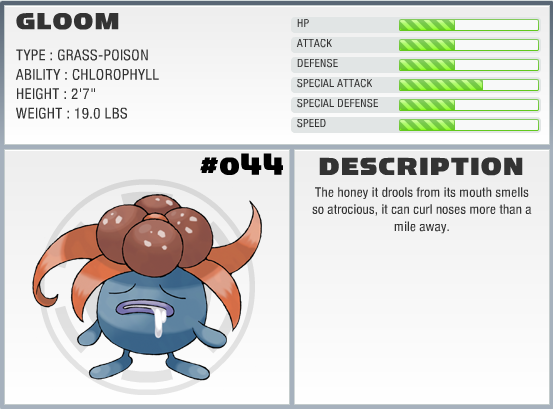 GLOOM
TYPE : GRASS-POISON
ABILITY : CHLOROPHYLL
HEIGHT : 2'7"
WEIGHT : 19.0 LBS
HP
ATTACK
DEFENSE
SPECIAL ATTACK
SPECIAL DEFENSE
SPEED
#044
DESCRIPTION
The honey it drools from its mouth smells
so atrocious, it can curl noses more than a
mile away.